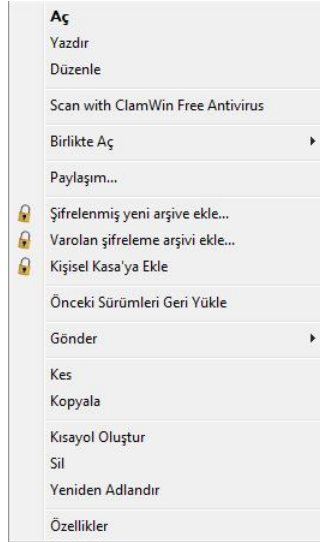 Aç
Yazdır
Düzenle
Scan with ClamWin Free Antivirus
Birlikte Aç
Paylaşım...
Şifrelenmiş yeni arşive ekle...
Varolan şifreleme arşivi ekle...
Kişisel Kasa'ya Ekle
Önceki Sürümleri Geri Yükle
Gönder
Kes
Kopyala
Kısayol Oluştur
Sil
Yeniden Adlandır
Özellikler